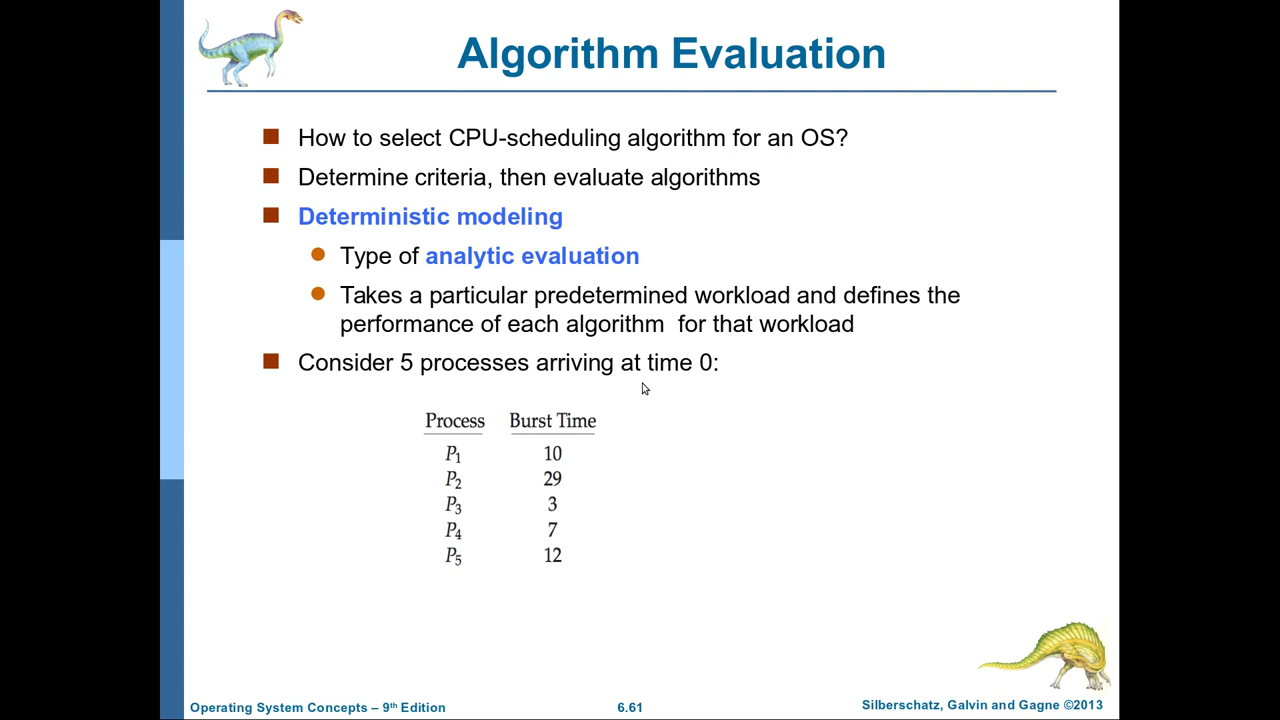 Algorithm Evaluation
How to select CPU-scheduling algorithm for an OS?
Determine criteria, then evaluate algorithms
Deterministic modeling
Type of analytic evaluation
Takes a particular predetermined workload and defines the
performance of each algorithm for that workload
Consider 5 processes arriving at time 0:
Process Burst Time
P1 10
P2 29
P3 3
P4 7
P5 12
Operating System Concepts – 9th Edition 6.61 Silberschatz, Galvin and Gagne ©2013